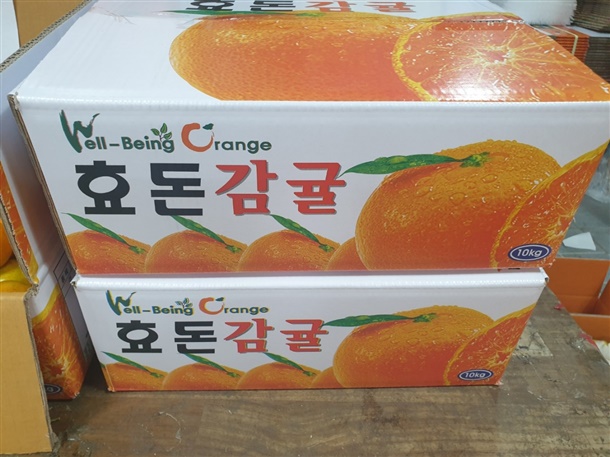 Well-Being Orange
효돈감귤
10kg
Well-Being Orange
효돈감귤
10kg